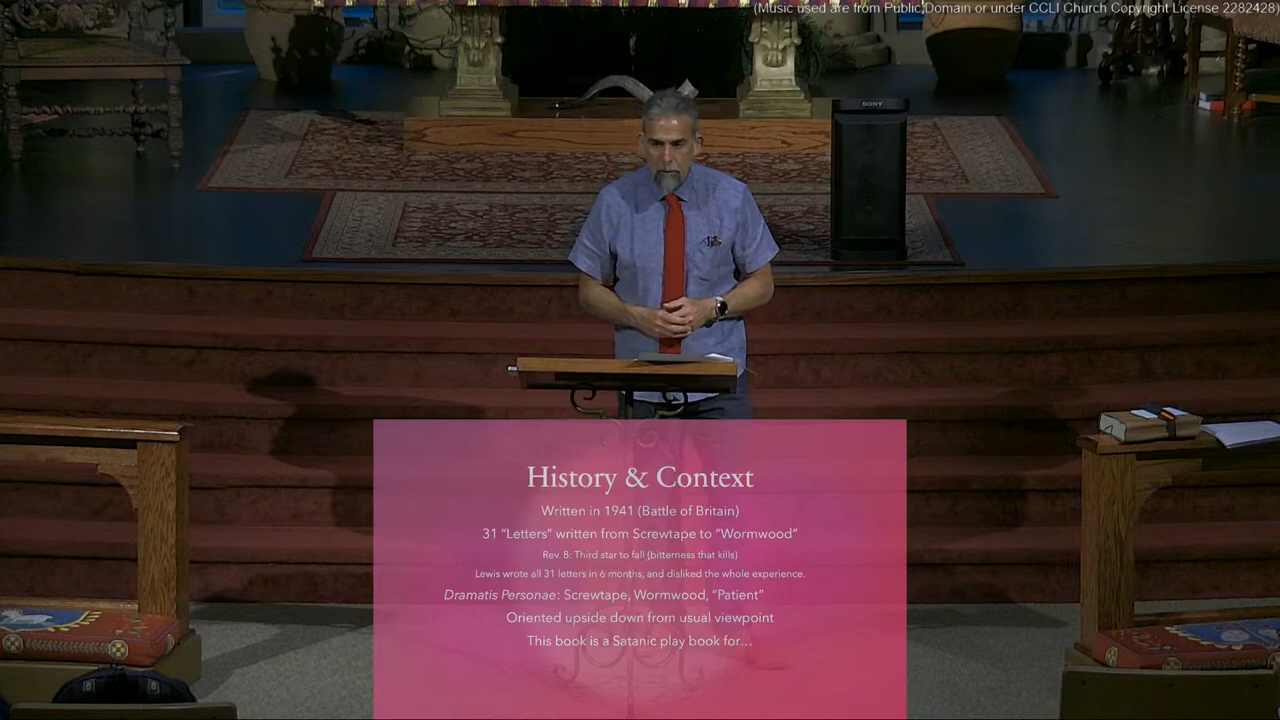 (Music used are from Public Domain or under CCLI Church Copyright License 2282428)
SONY
History & Context
Written in 1941 (Battle of Britain)
31 "Letters" written from Screwtape to "Wormwood"
Rev. 8: Third star to fall (bitterness that kills)
Lewis wrote all 31 letters in 6 months, and disliked the whole experience.
Dramatis Personae: Screwtape, Wormwood, "Patient"
Oriented upside down from usual viewpoint
This book is a Satanic play book for...